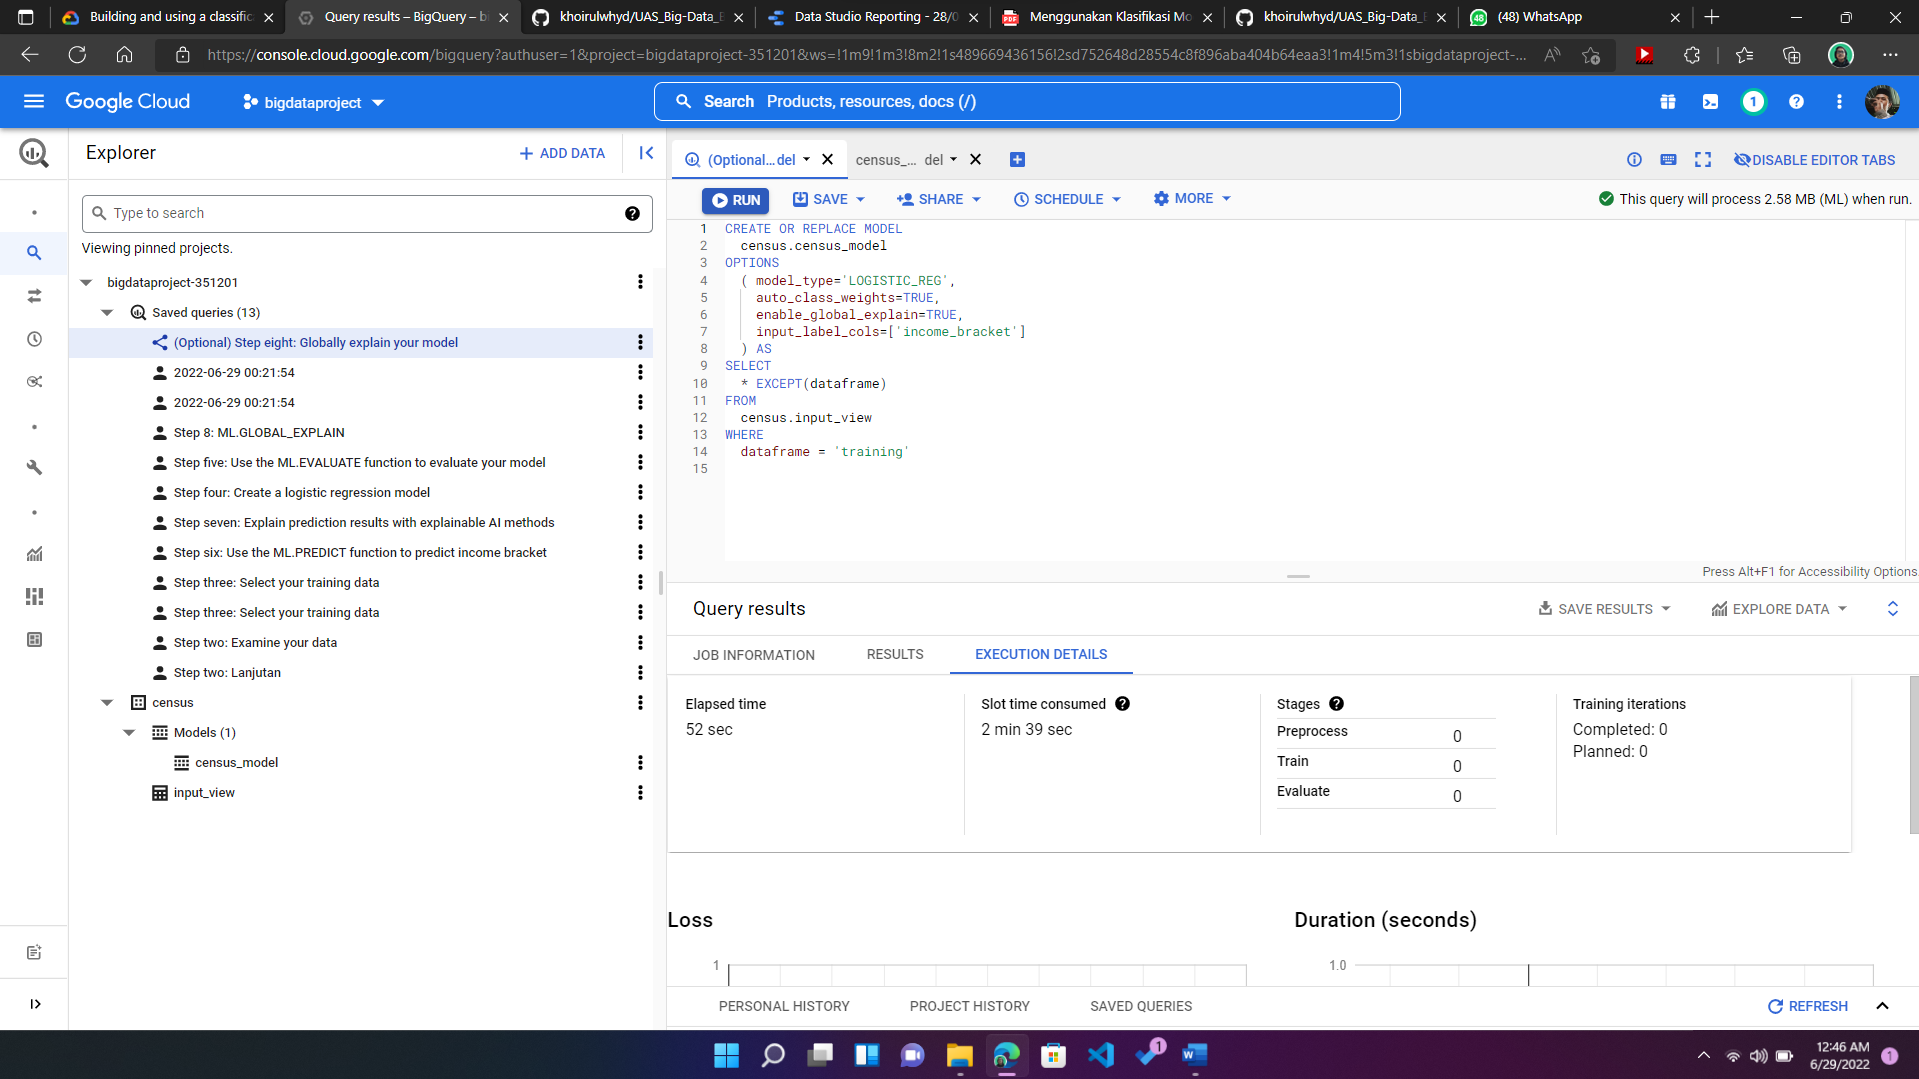 Building and using a classific
Query results – BigQuery – bi
khoirulwhyd/UAS_Big-Data_B
Data Studio Reporting - 28/0
Menggunakan Klasifikasi Mo
khoirulwhyd/UAS_Big-Data_B
(48) WhatsApp
https://console.cloud.google.com/bigquery?authuser=1&project=bigdataproject-351201&ws=!1m9!1m3!8m2!1s489669436156!2sd752648d28554c8f896aba404b64eaa3!1m4!5m3!1sbigdataproject-...
Google Cloud
bigdataproject
Search Products, resources, docs (/)
1
Explorer
+ ADD DATA
Type to search
Viewing pinned projects.
bigdataproject-351201
Saved queries (13)
(Optional) Step eight: Globally explain your model
2022-06-29 00:21:54
2022-06-29 00:21:54
Step 8: ML.GLOBAL_EXPLAIN
Step five: Use the ML.EVALUATE function to evaluate your model
Step four: Create a logistic regression model
Step seven: Explain prediction results with explainable AI methods
Step six: Use the ML.PREDICT function to predict income bracket
Step three: Select your training data
Step three: Select your training data
Step two: Examine your data
Step two: Lanjutan
census
Models (1)
census_model
input_view
(Optional...del
census_... del
DISABLE EDITOR TABS
RUN
SAVE
SHARE
SCHEDULE
MORE
This query will process 2.58 MB (ML) when run.
1 CREATE OR REPLACE MODEL
2 census.census_model
3 OPTIONS
4 ( model_type='LOGISTIC_REG',
5 auto_class_weights=TRUE,
6 enable_global_explain=TRUE,
7 input_label_cols=['income_bracket']
8 ) AS
9 SELECT
10 * EXCEPT(dataframe)
11 FROM
12 census.input_view
13 WHERE
14 dataframe = 'training'
15
Press Alt+F1 for Accessibility Options
Query results
SAVE RESULTS
EXPLORE DATA
JOB INFORMATION
RESULTS
EXECUTION DETAILS
Elapsed time
52 sec
Slot time consumed
2 min 39 sec
Stages
Preprocess 0
Train 0
Evaluate 0
Training iterations
Completed: 0
Planned: 0
Loss
1
Duration (seconds)
1.0
PERSONAL HISTORY
PROJECT HISTORY
SAVED QUERIES
REFRESH
1
12:46 AM
6/29/2022
1